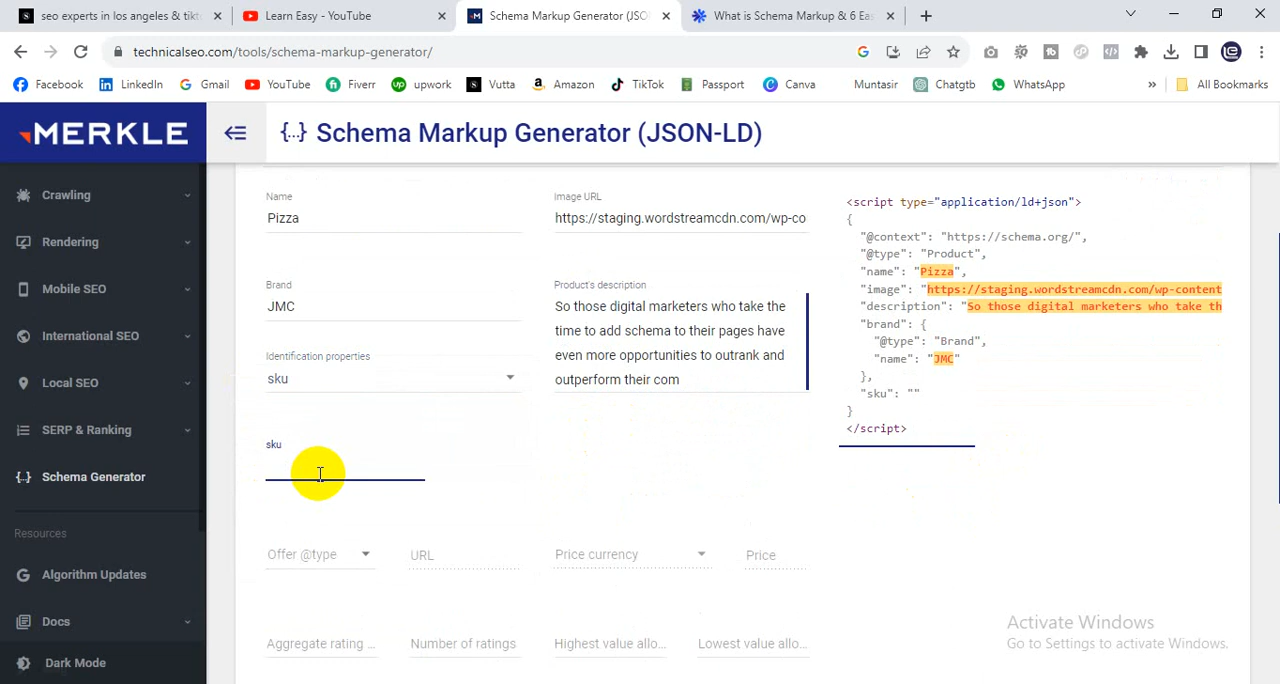 seo experts in los angeles & tikt
Learn Easy - YouTube
Schema Markup Generator (JSO
What is Schema Markup & 6 Eas
technicalseo.com/tools/schema-markup-generator/
Facebook
LinkedIn
Gmail
YouTube
Fiverr
upwork
Vutta
Amazon
TikTok
Passport
Canva
Muntasir
Chatgtb
WhatsApp
»
All Bookmarks
MERKLE
{...} Schema Markup Generator (JSON-LD)
Crawling
Rendering
Mobile SEO
International SEO
Local SEO
SERP & Ranking
{..} Schema Generator
Resources
Algorithm Updates
Docs
Dark Mode
Name
Pizza
Image URL
https://staging.wordstreamcdn.com/wp-co
Brand
JMC
Product's description
So those digital marketers who take the
time to add schema to their pages have
even more opportunities to outrank and
outperform their com
Identification properties
sku
sku
Offer @type
URL
Price currency
Price
Aggregate rating ...
Number of ratings
Highest value allo...
Lowest value allo...
<script type="application/ld+json">
{
"@context": "https://schema.org/",
"@type": "Product",
"name": "Pizza",
"image": "https://staging.wordstreamcdn.com/wp-content
"description": "So those digital marketers who take th
"brand": {
"@type": "Brand",
"name": "JMC"
},
"sku": ""
}
</script>
Activate Windows
Go to Settings to activate Windows.